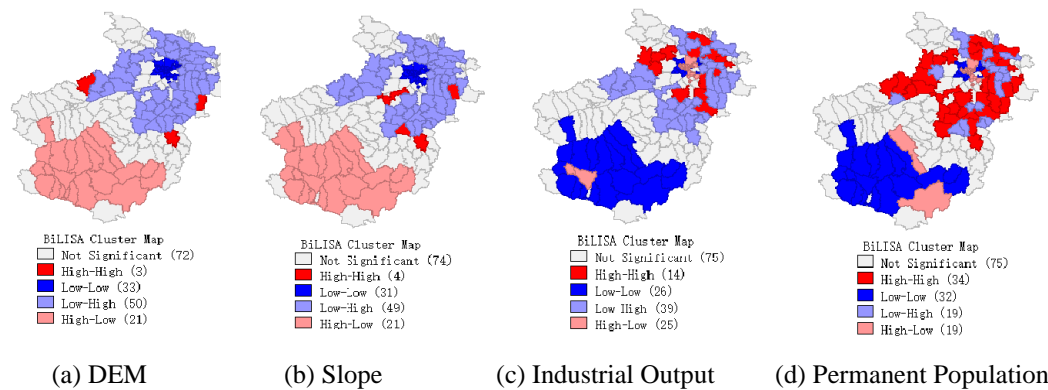 BiLISA Cluster Map
Not Significant (72)
High-High (3)
Low-Low (33)
Low-High (50)
High-Low (21)
BiLISA Cluster Map
Not Significant (74)
High-High (4)
Low-Low (31)
Low-High (49)
High-Low (21)
BiLISA Cluster Map
Not Significant (75)
High-High (14)
Low-Low (26)
Low High (39)
High-Low (25)
BiLISA Cluster Map
Not Significant (75)
High-High (34)
Low-Low (32)
Low-High (19)
High-Low (19)
(a) DEM
(b) Slope
(c) Industrial Output
(d) Permanent Population